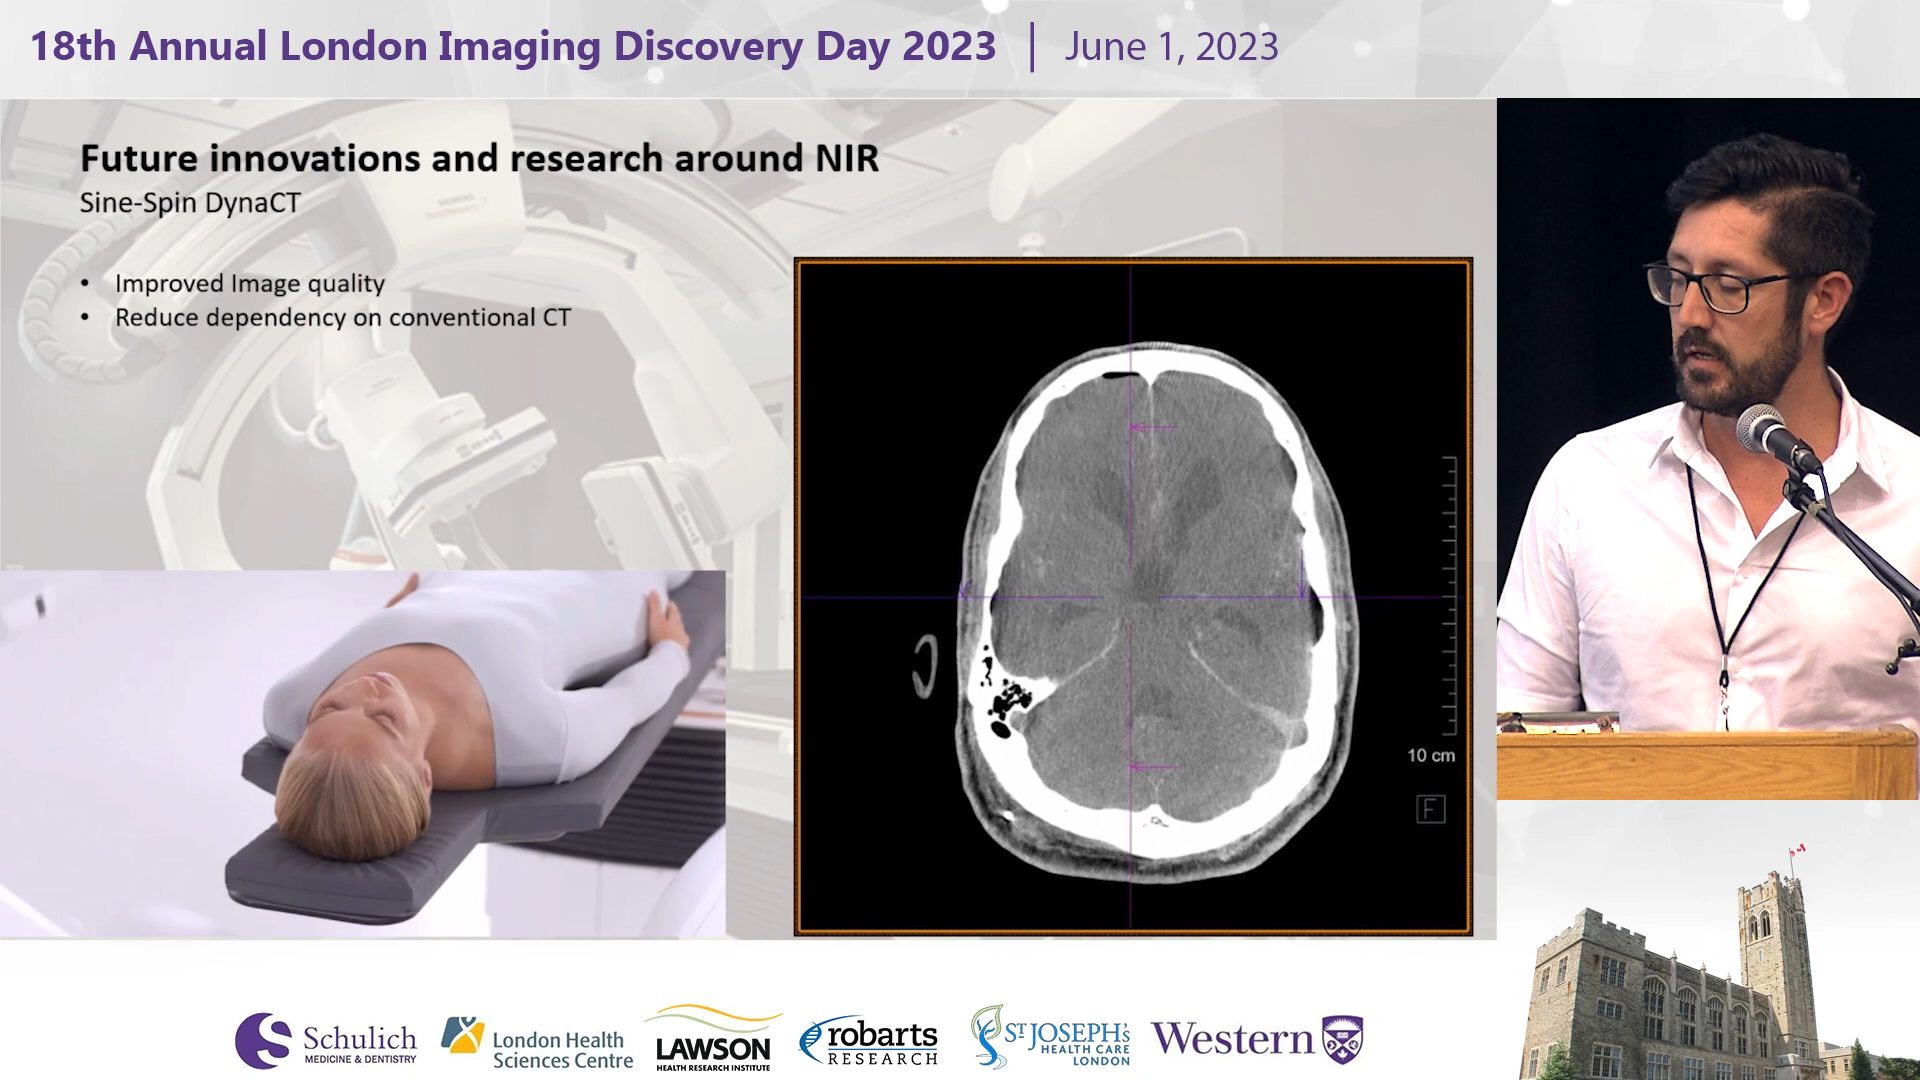 18th Annual London Imaging Discovery Day 2023 | June 1, 2023
Future innovations and research around NIR
Sine-Spin DynaCT
• Improved Image quality
• Reduce dependency on conventional CT
SIEMENS
10 cm
F
Schulich
MEDICINE & DENTISTRY
London Health
Sciences Centre
LAWSON
HEALTH RESEARCH INSTITUTE
robarts
RESEARCH
ST JOSEPH'S
HEALTH CARE
LONDON
Western